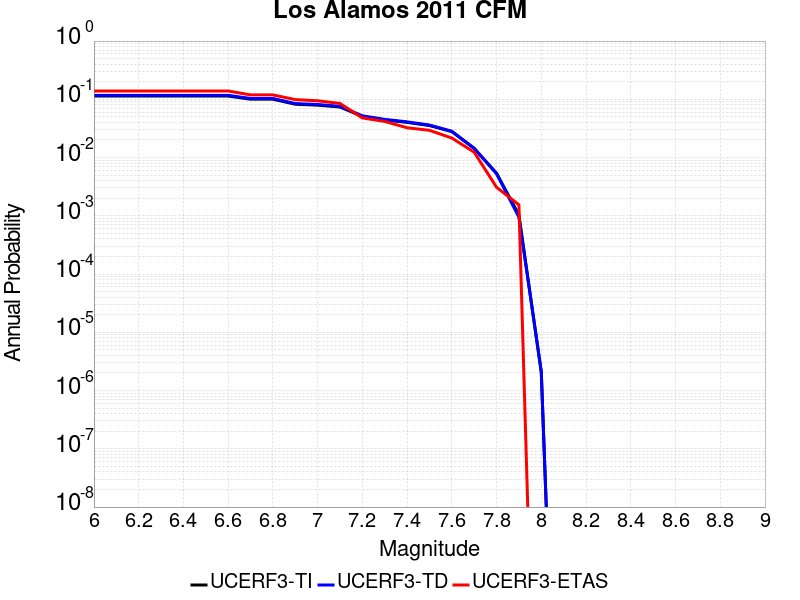 Los Alamos 2011 CFM
10^0
10^-1
10^-2
10^-3
10^-4
10^-5
10^-6
10^-7
10^-8
Annual Probability
6 6.2 6.4 6.6 6.8 7 7.2 7.4 7.6 7.8 8 8.2 8.4 8.6 8.8 9
Magnitude
UCERF3-TI UCERF3-TD UCERF3-ETAS